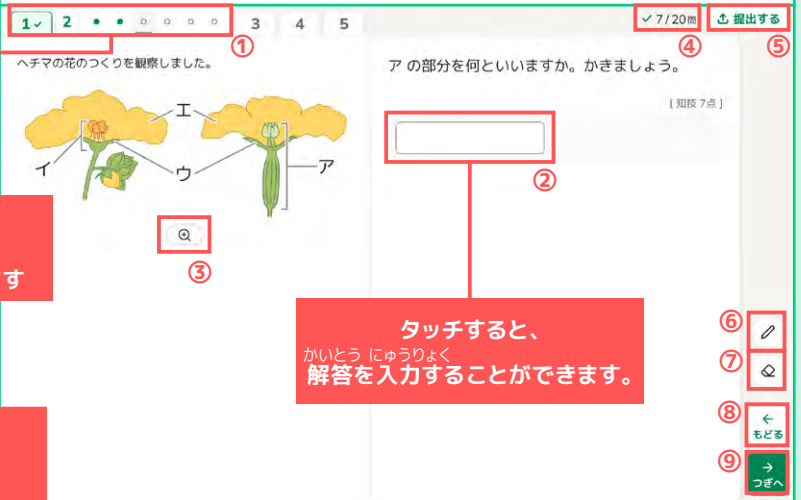 1✓ 2 3 4 5
①
✓ 7/20問
④
提出する
⑤
ヘチマの花のつくりを観察しました。
エ
イ
ウ
ア
③
ア の部分を何といいますか。かきましょう。
[ 知技 7点 ]
②
す
タッチすると、
かいとう にゅうりょく
解答を入力することができます。
⑥
⑦
⑧
←
もどる
⑨
→
つぎへ